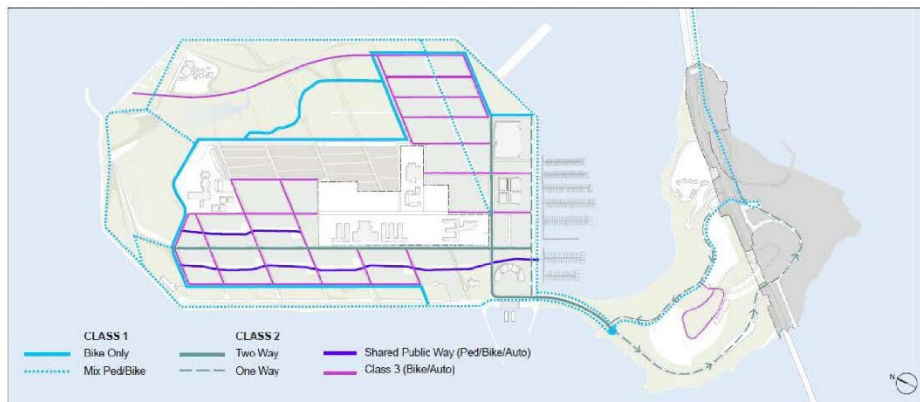 CLASS 1
Bike Only
Mix Ped/Bike
CLASS 2
Two Way
One Way
Shared Public Way (Ped/Bike/Auto)
Class 3 (Bike/Auto)
N